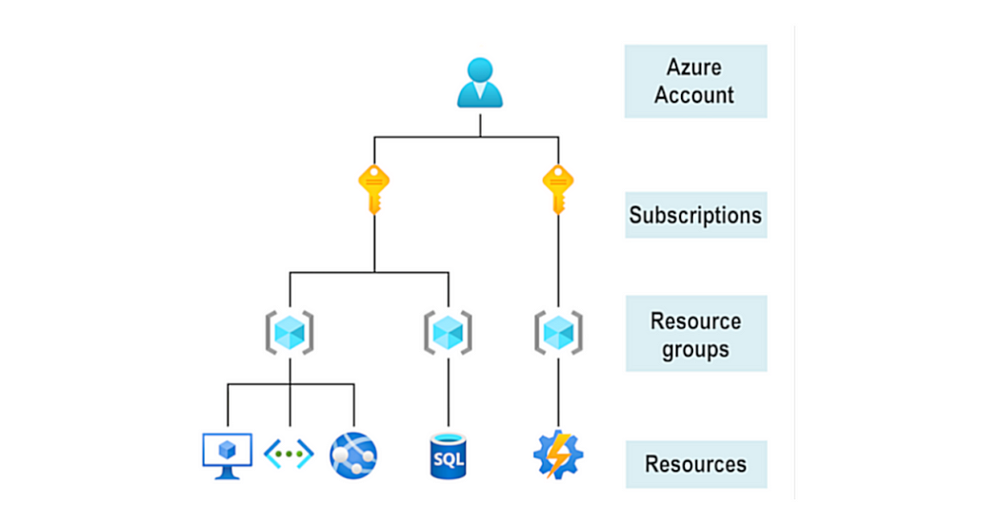 Azure
Account
Subscriptions
Resource
groups
SQL
Resources